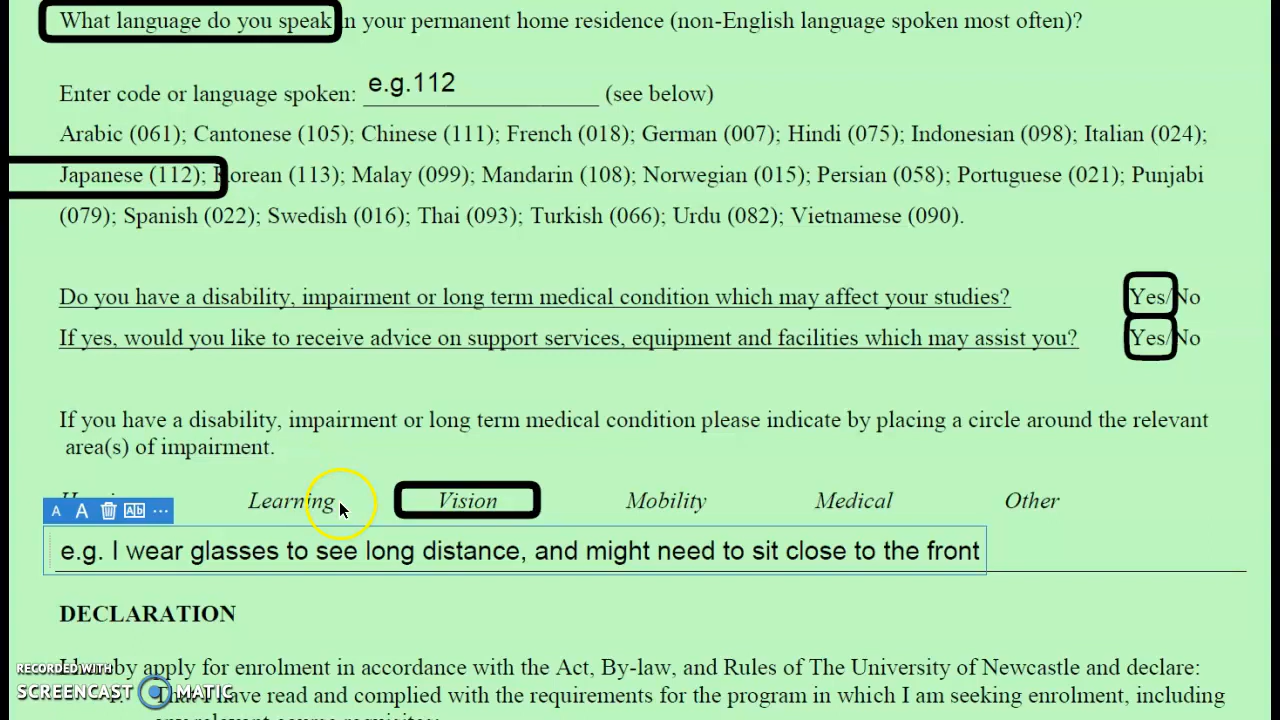 What language do you speak in your permanent home residence (non-English language spoken most often)?
Enter code or language spoken: e.g.112 (see below)
Arabic (061); Cantonese (105); Chinese (111); French (018); German (007); Hindi (075); Indonesian (098); Italian (024);
Japanese (112); Korean (113); Malay (099); Mandarin (108); Norwegian (015); Persian (058); Portuguese (021); Punjabi
(079); Spanish (022); Swedish (016); Thai (093); Turkish (066); Urdu (082); Vietnamese (090).
Do you have a disability, impairment or long term medical condition which may affect your studies? Yes/No
If yes, would you like to receive advice on support services, equipment and facilities which may assist you? Yes/No
If you have a disability, impairment or long term medical condition please indicate by placing a circle around the relevant
area(s) of impairment.
Learning Vision Mobility Medical Other
A A Ab ...
e.g. I wear glasses to see long distance, and might need to sit close to the front
DECLARATION
I hereby apply for enrolment in accordance with the Act, By-law, and Rules of The University of Newcastle and declare:
RECORDED WITH
SCREENCAST MATIC
have read and complied with the requirements for the program in which I am seeking enrolment, including